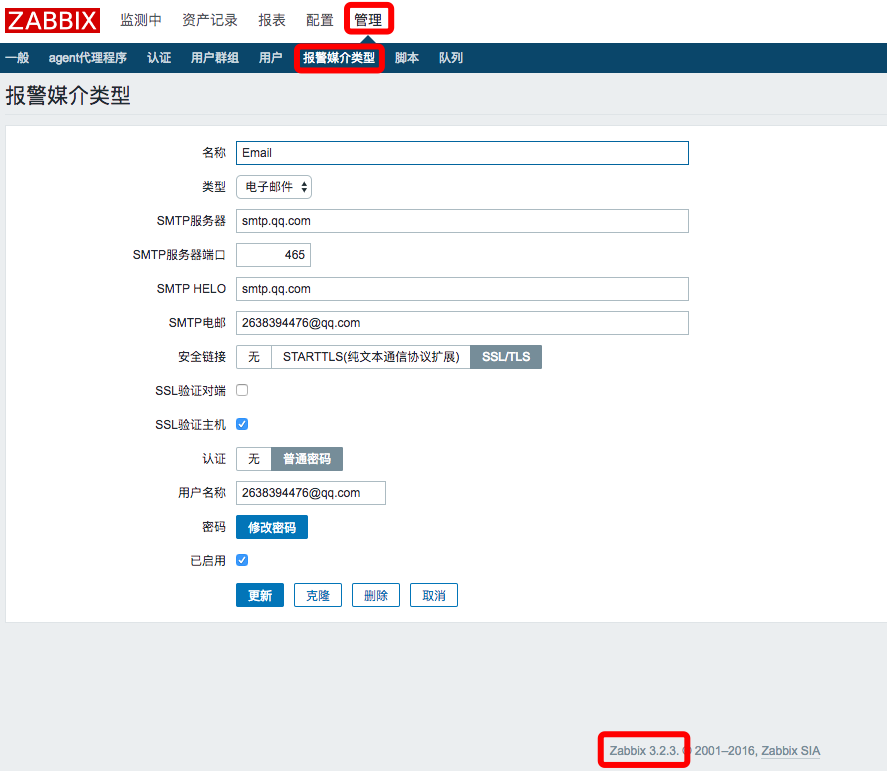 ZABBIX 监测中 资产记录 报表 配置 管理
一般 agent代理程序 认证 用户群组 用户 报警媒介类型 脚本 队列
报警媒介类型
名称 Email
类型 电子邮件
SMTP服务器 smtp.qq.com
SMTP服务器端口 465
SMTP HELO smtp.qq.com
SMTP电邮 2638394476@qq.com
安全链接 无 STARTTLS(纯文本通信协议扩展) SSL/TLS
SSL验证对端
SSL验证主机
认证 无 普通密码
用户名称 2638394476@qq.com
密码 修改密码
已启用
更新 克隆 删除 取消
Zabbix 3.2.3. © 2001–2016, Zabbix SIA